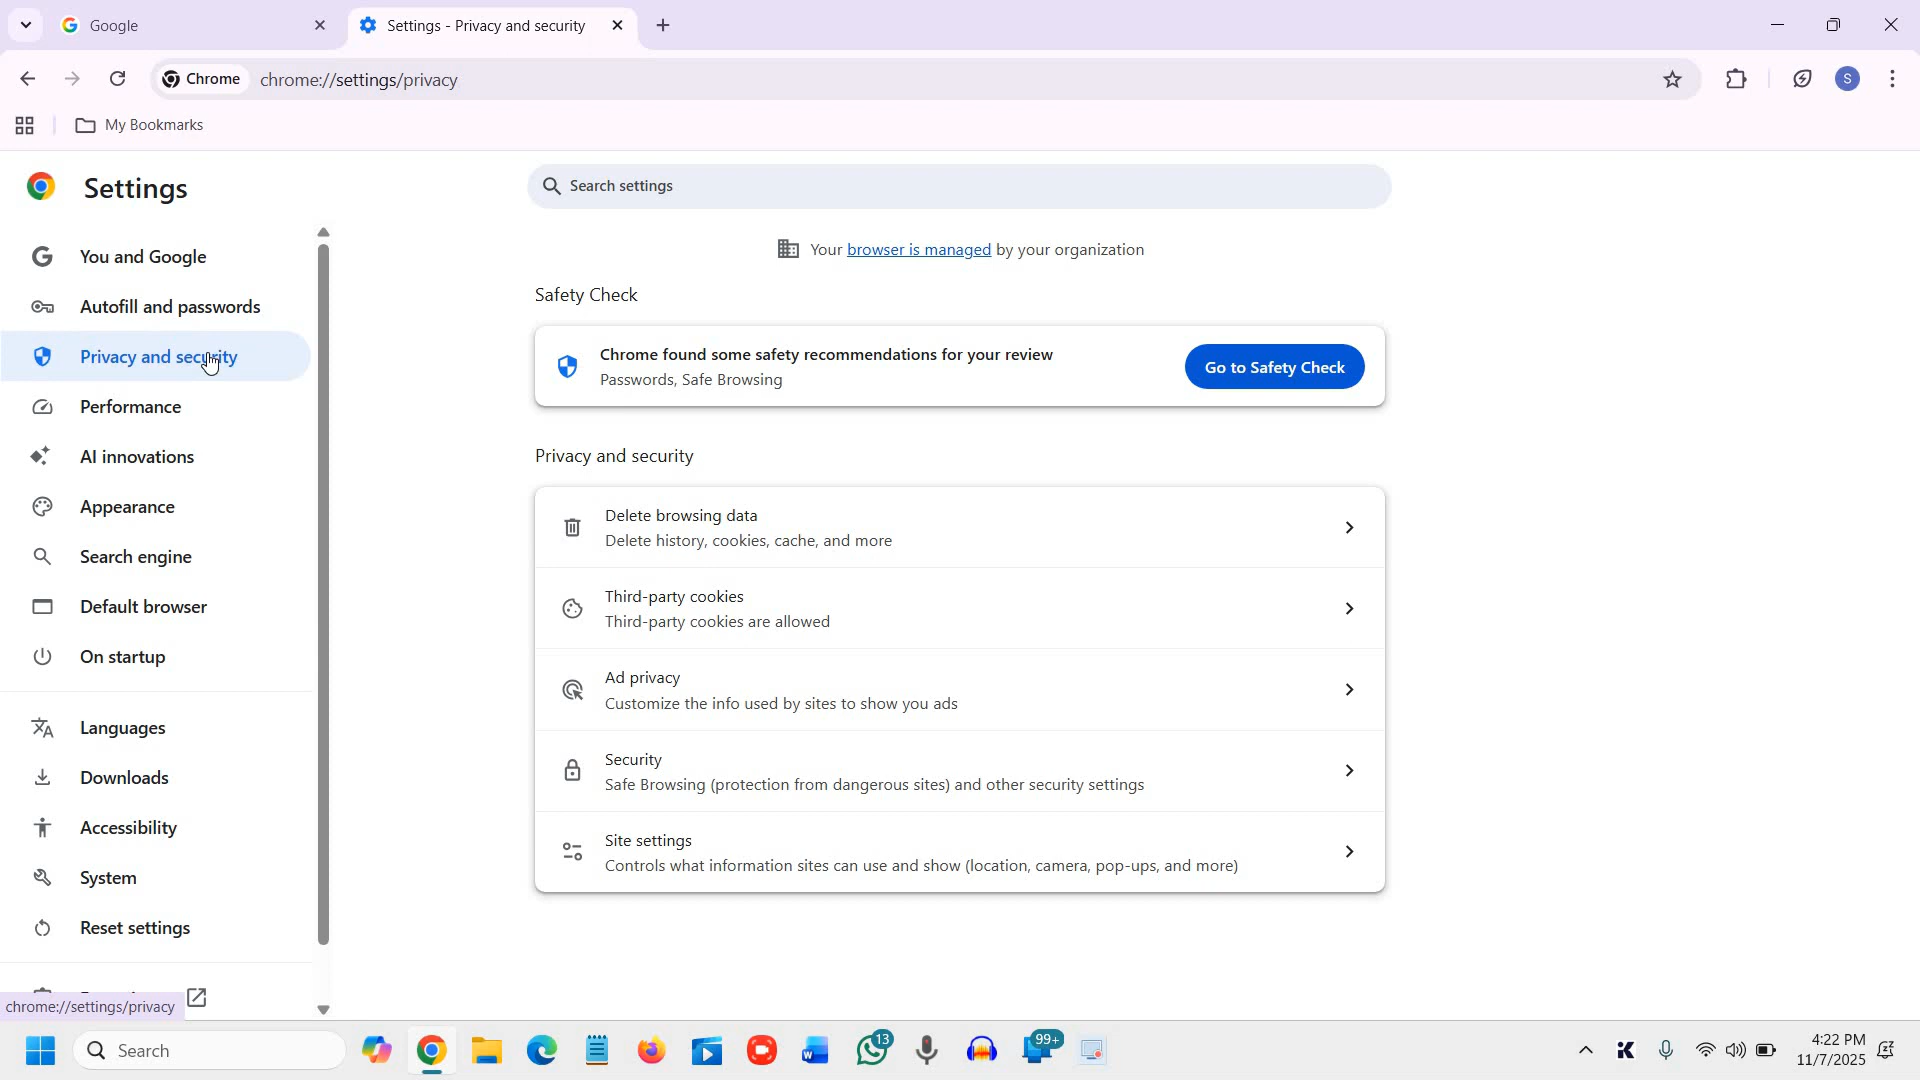 Google
Settings - Privacy and security
Chrome
chrome://settings/privacy
S
My Bookmarks
Settings
Search settings
Your browser is managed by your organization
You and Google
Autofill and passwords
Privacy and security
Performance
AI innovations
Appearance
Search engine
Default browser
On startup
Languages
Downloads
Accessibility
System
Reset settings
chrome://settings/privacy
Safety Check
Chrome found some safety recommendations for your review
Passwords, Safe Browsing
Go to Safety Check
Privacy and security
Delete browsing data
Delete history, cookies, cache, and more
Third-party cookies
Third-party cookies are allowed
Ad privacy
Customize the info used by sites to show you ads
Security
Safe Browsing (protection from dangerous sites) and other security settings
Site settings
Controls what information sites can use and show (location, camera, pop-ups, and more)
Search
13
99+
4:22 PM
11/7/2025